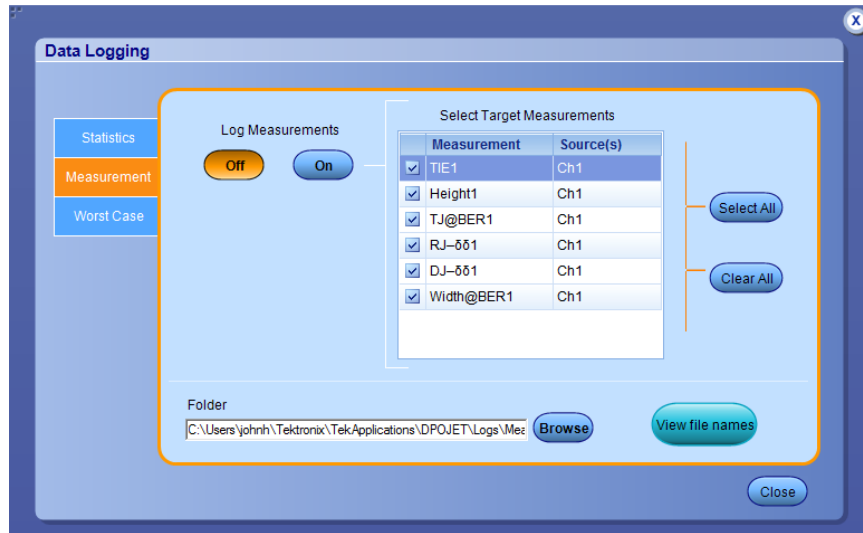 X
Data Logging
Statistics
Measurement
Worst Case
Log Measurements
Off
On
Select Target Measurements
Measurement Source(s)
TIE1 Ch1
Height1 Ch1
TJ@BER1 Ch1
RJ–δδ1 Ch1
DJ–δδ1 Ch1
Width@BER1 Ch1
Select All
Clear All
Folder
C:\Users\johnh\Tektronix\TekApplications\DPOJET\Logs\Mea
Browse
View file names
Close